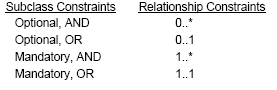 Subclass Constraints Relationship Constraints
Optional, AND 0..*
Optional, OR 0..1
Mandatory, AND 1..*
Mandatory, OR 1..1